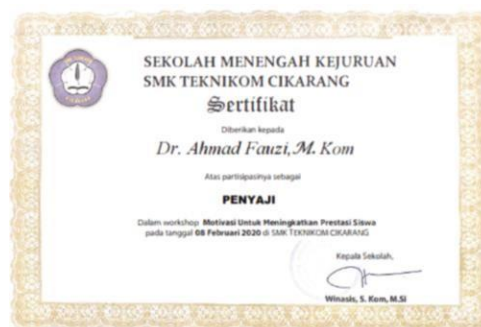 SEKOLAH MENENGAH KEJURUAN
SMK TEKNIKOM CIKARANG
Sertifikat
Diberikan kepada
Dr. Ahmad Fauzi, M. Kom
Atas partisipasinya sebagai
PENYAJI
Dalam workshop Motivasi Untuk Meningkatkan Prestasi Siswa
pada tanggal 08 Februari 2020 di SMK TEKNIKOM CIKARANG
Kepala Sekolah,
Winasis, S. Kom, M.Si